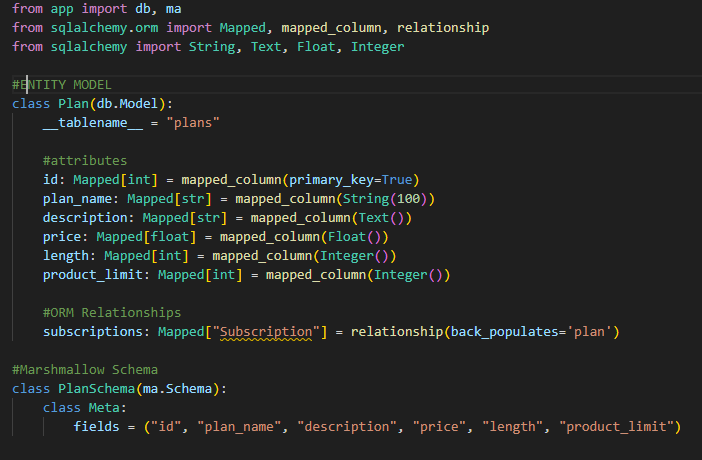 from app import db, ma
from sqlalchemy.orm import Mapped, mapped_column, relationship
from sqlalchemy import String, Text, Float, Integer
#ENTITY MODEL
class Plan(db.Model):
__tablename__ = "plans"
#attributes
id: Mapped[int] = mapped_column(primary_key=True)
plan_name: Mapped[str] = mapped_column(String(100))
description: Mapped[str] = mapped_column(Text())
price: Mapped[float] = mapped_column(Float())
length: Mapped[int] = mapped_column(Integer())
product_limit: Mapped[int] = mapped_column(Integer())
#ORM Relationships
subscriptions: Mapped["Subscription"] = relationship(back_populates='plan')
#Marshmallow Schema
class PlanSchema(ma.Schema):
class Meta:
fields = ("id", "plan_name", "description", "price", "length", "product_limit")